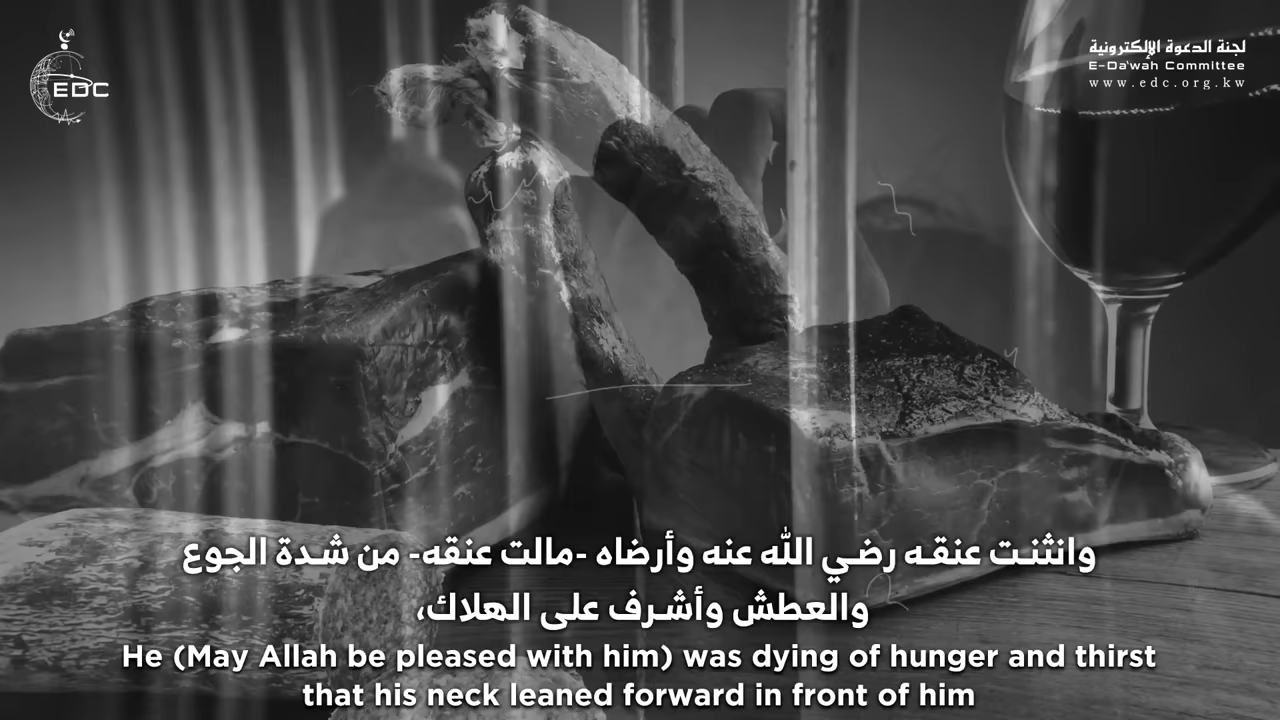 EDC
لجنة الدعوة الإلكترونية
E-Da'wah Committee
www.edc.org.kw
وانثنت عنقه رضي الله عنه وأرضاه -مالت عنقه- من شدة الجوع
والعطش وأشرف على الهلاك،
He (May Allah be pleased with him) was dying of hunger and thirst
that his neck leaned forward in front of him